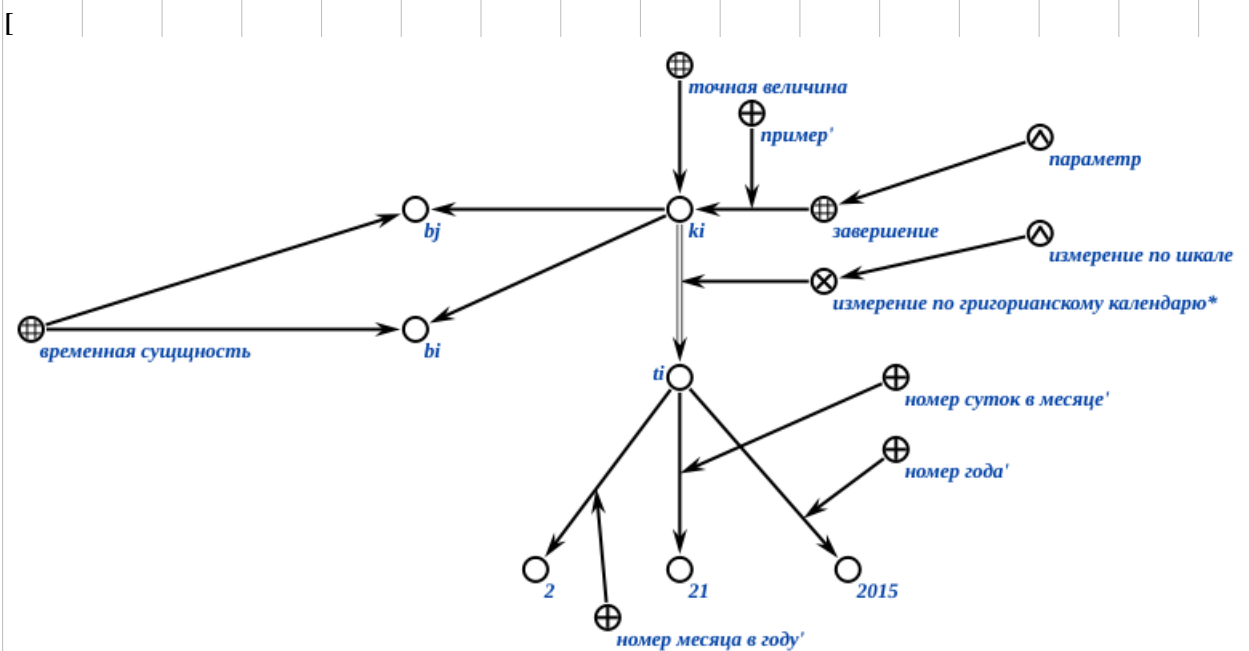 [
точная величина
пример'
параметр
bj
ki
завершение
измерение по шкале
измерение по григорианскому календарю*
временная сущщность
bi
ti
номер суток в месяце'
номер года'
2
21
2015
номер месяца в году'